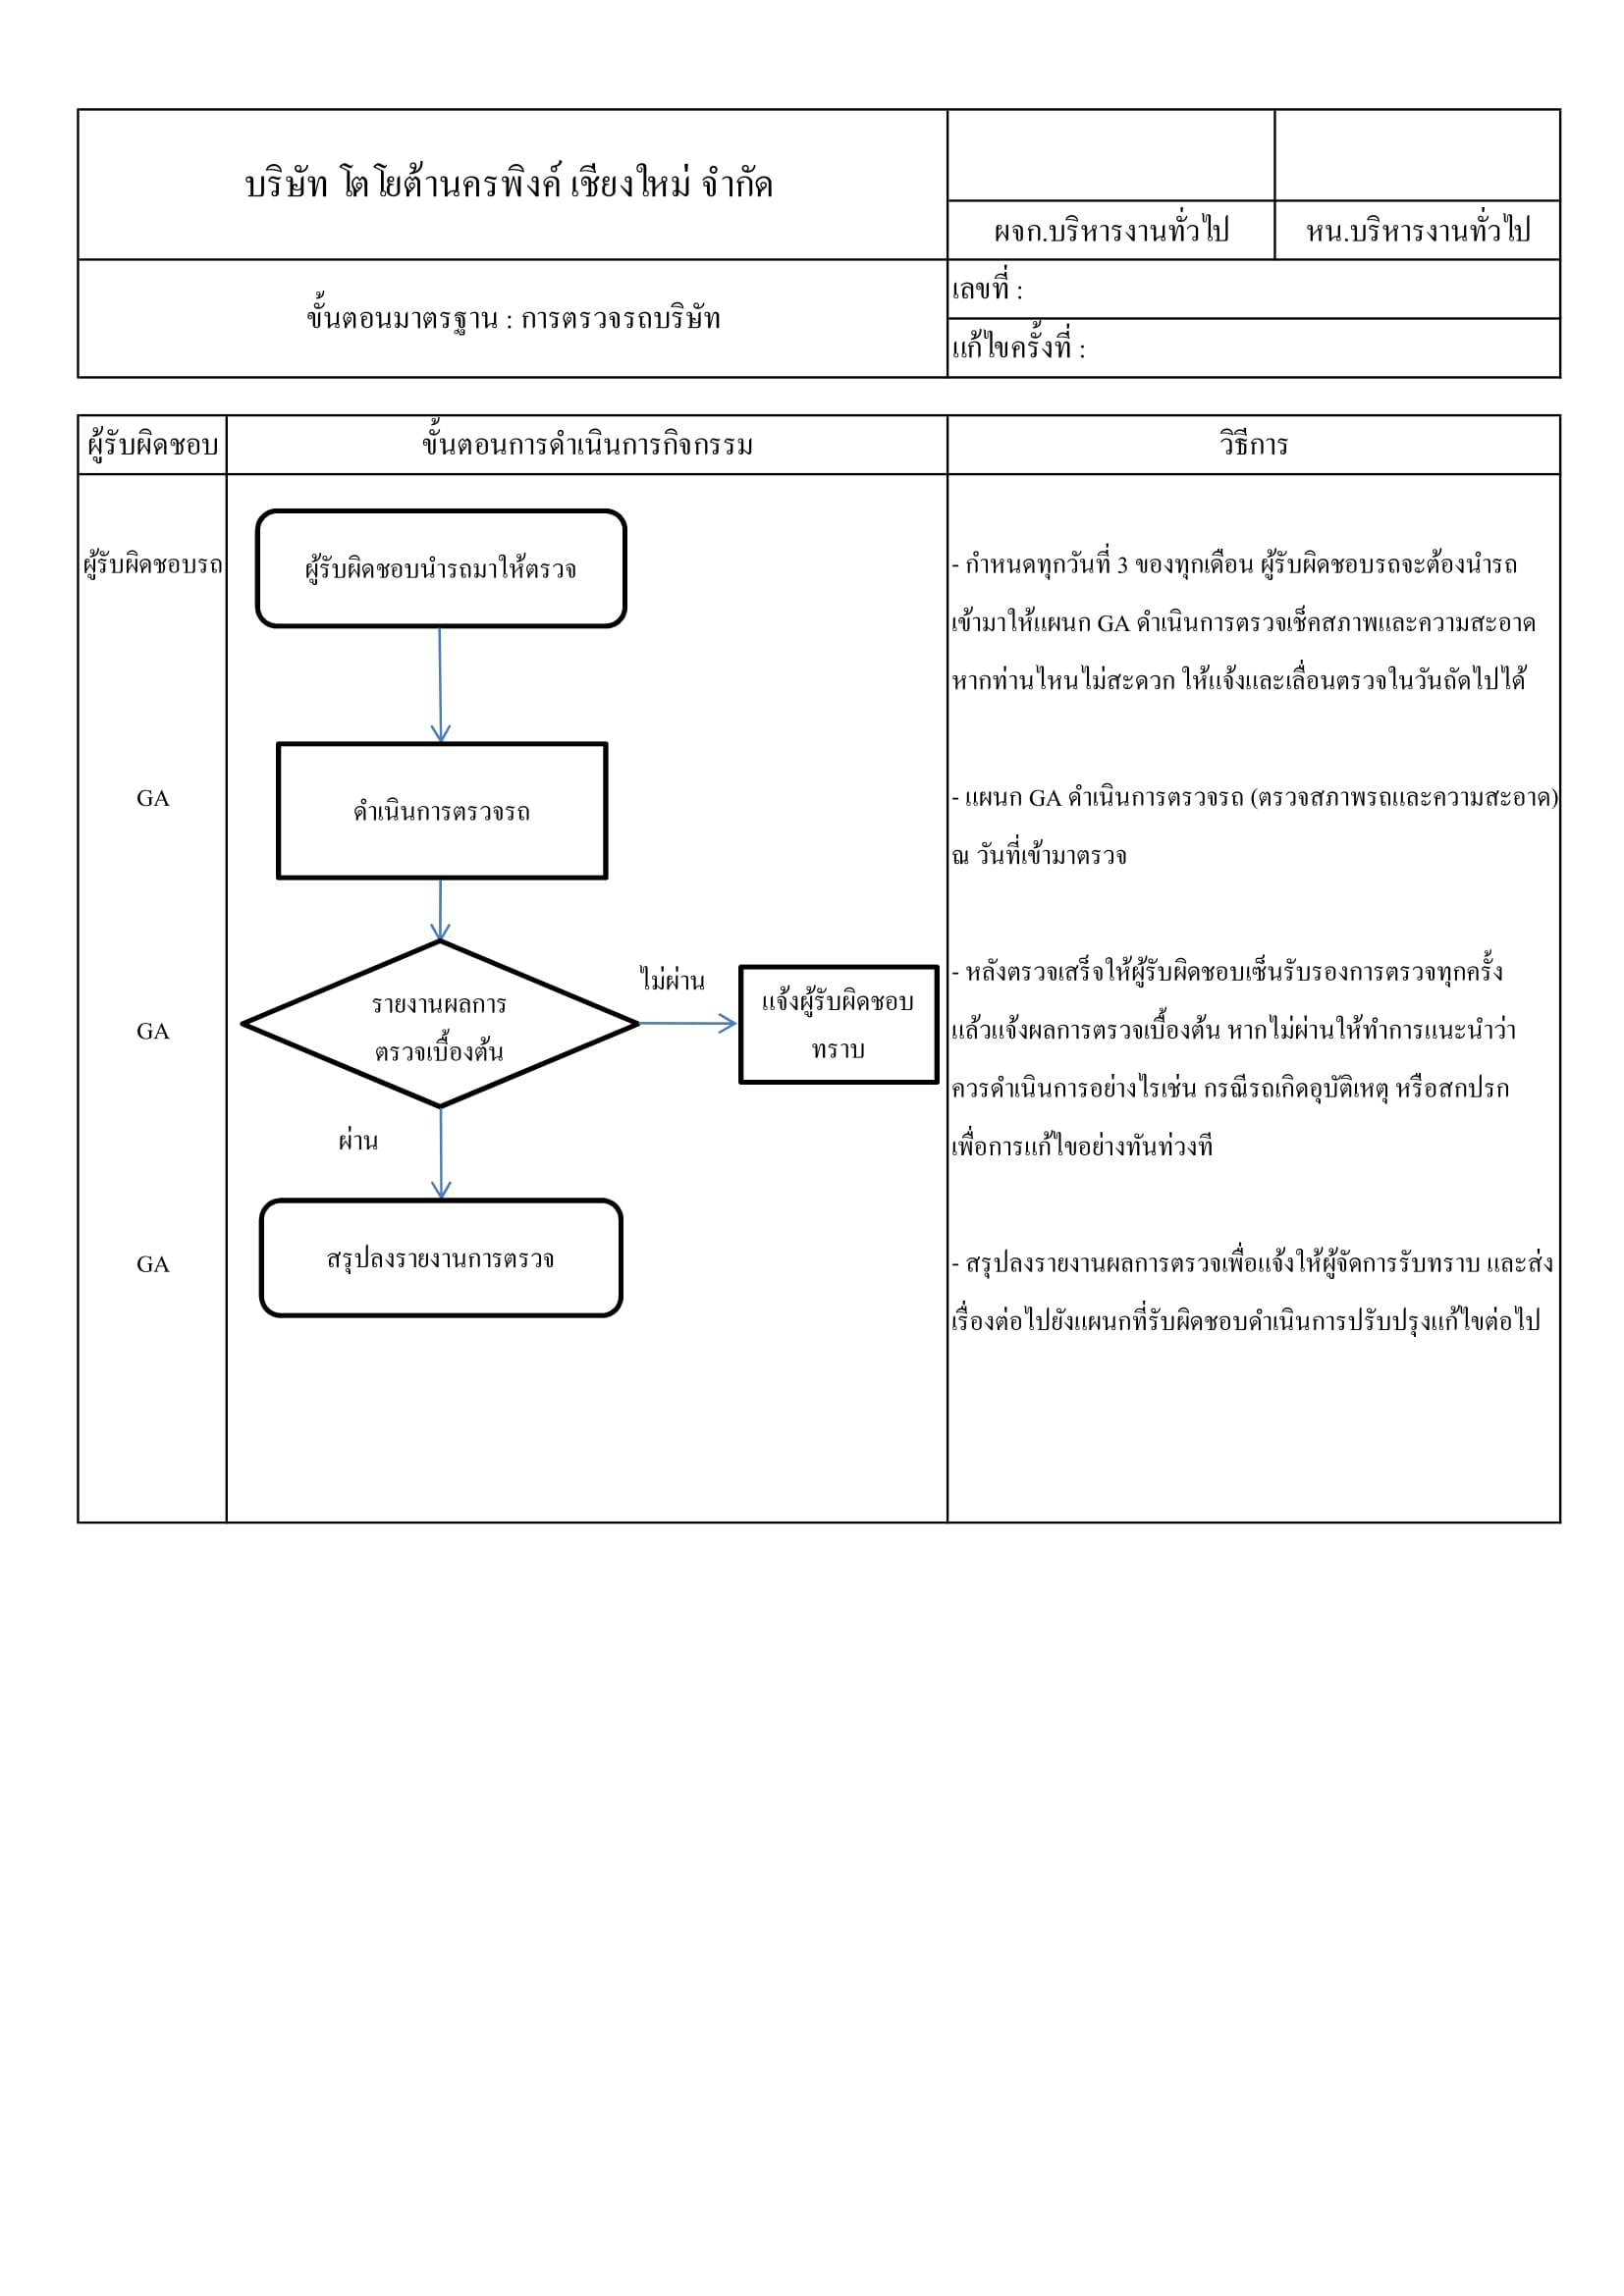 บริษัท โตโยต้านครพิงค์ เชียงใหม่ จำกัด
ผจก.บริหารงานทั่วไป
หน.บริหารงานทั่วไป
ขั้นตอนมาตรฐาน : การตรวจรถบริษัท
เลขที่ :
แก้ไขครั้งที่ :
ผู้รับผิดชอบ
ขั้นตอนการดำเนินการกิจกรรม
วิธีการ
ผู้รับผิดชอบรถ
ผู้รับผิดชอบนำรถมาให้ตรวจ
- กำหนดทุกวันที่ 3 ของทุกเดือน ผู้รับผิดชอบรถจะต้องนำรถ
เข้ามาให้แผนก GA ดำเนินการตรวจเช็คสภาพและความสะอาด
หากท่านไหนไม่สะดวก ให้แจ้งและเลื่อนตรวจในวันถัดไปได้
GA
ดำเนินการตรวจรถ
- แผนก GA ดำเนินการตรวจรถ (ตรวจสภาพรถและความสะอาด)
ณ วันที่เข้ามาตรวจ
GA
รายงานผลการ
ตรวจเบื้องต้น
ไม่ผ่าน
แจ้งผู้รับผิดชอบ
ทราบ
ผ่าน
- หลังตรวจเสร็จให้ผู้รับผิดชอบเซ็นรับรองการตรวจทุกครั้ง
แล้วแจ้งผลการตรวจเบื้องต้น หากไม่ผ่านให้ทำการแนะนำว่า
ควรดำเนินการอย่างไรเช่น กรณีรถเกิดอุบัติเหตุ หรือสกปรก
เพื่อการแก้ไขอย่างทันท่วงที
GA
สรุปลงรายงานการตรวจ
- สรุปลงรายงานผลการตรวจเพื่อแจ้งให้ผู้จัดการรับทราบ และส่ง
เรื่องต่อไปยังแผนกที่รับผิดชอบดำเนินการปรับปรุงแก้ไขต่อไป